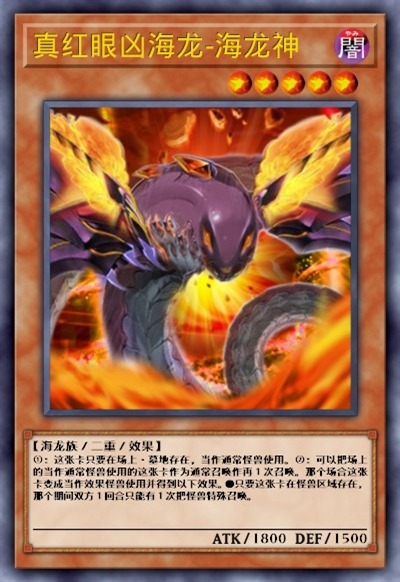 真红眼凶海龙-海龙神
やみ
闇
【海龙族／二重／效果】
①：这张卡只要在场上·墓地存在，当作通常怪兽使用。②：可以把场
上的当作通常怪兽使用的这张卡作为通常召唤作再1次召唤。那个场合这张
卡变成当作效果怪兽使用并得到以下效果。●只要这张卡在怪兽区域存在，
那个期间双方1回合只能有1次把怪兽特殊召唤。
ATK/1800 DEF/1500